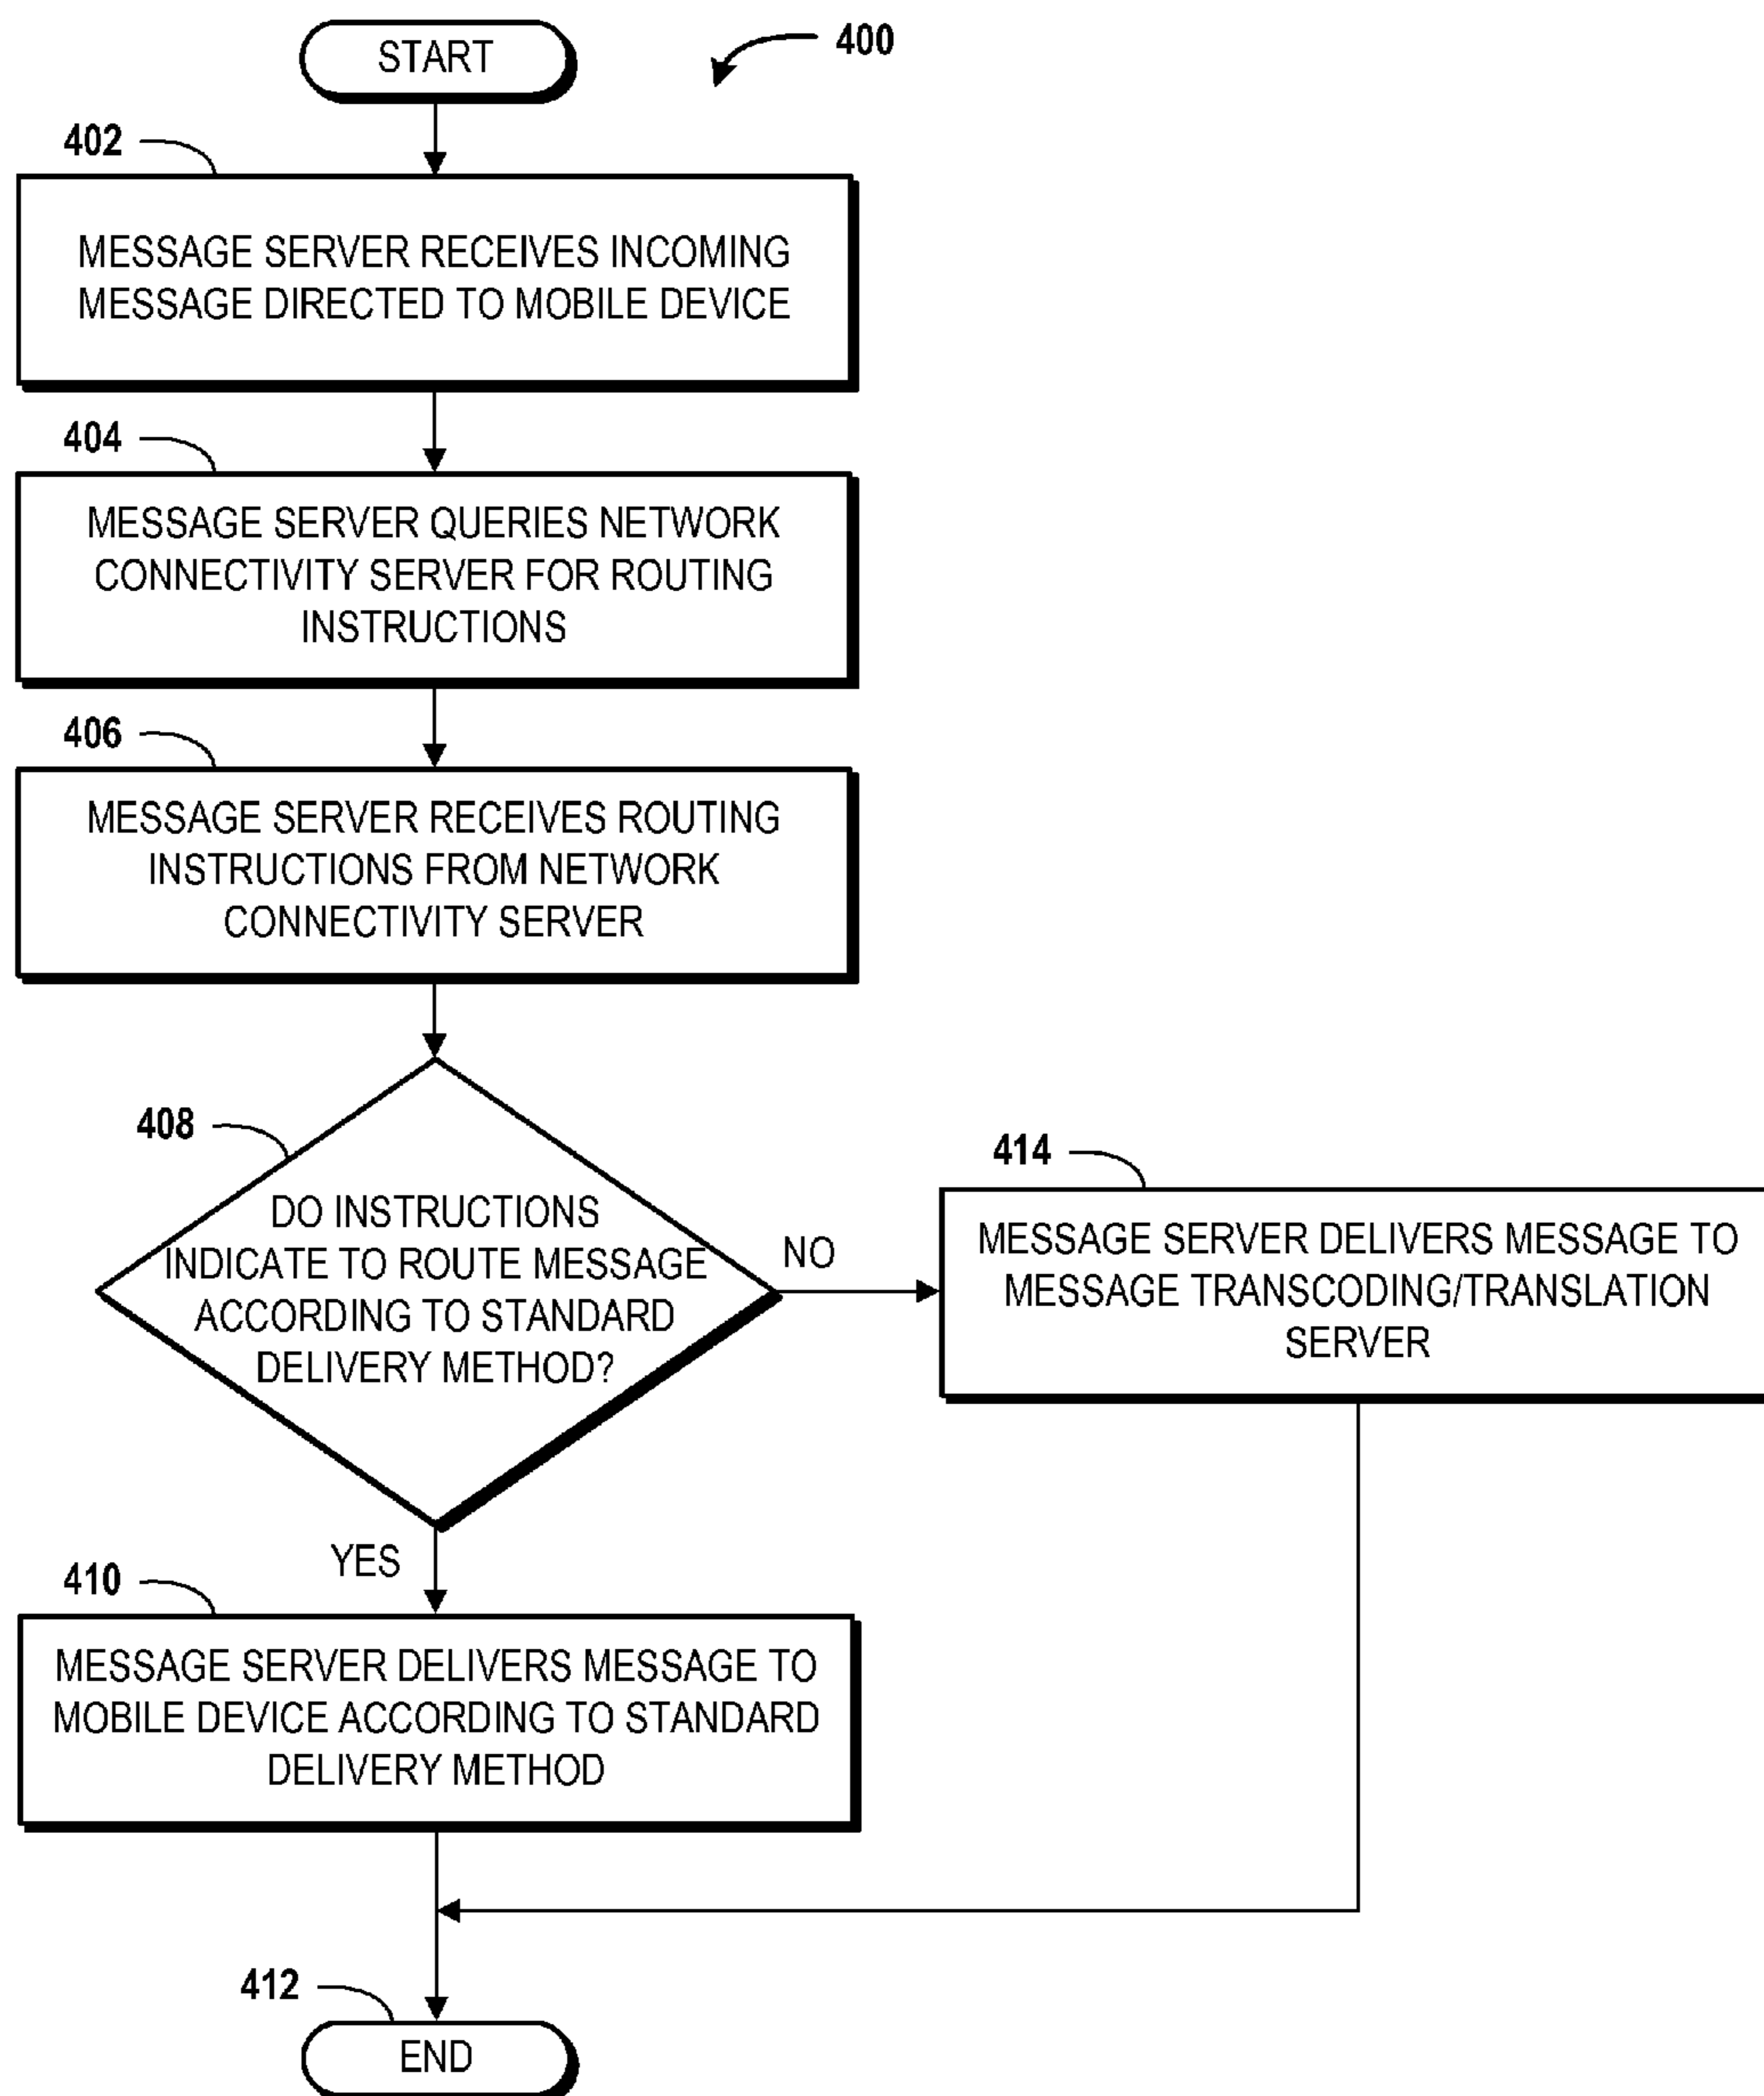 START
400
402
MESSAGE SERVER RECEIVES INCOMING
MESSAGE DIRECTED TO MOBILE DEVICE
404
MESSAGE SERVER QUERIES NETWORK
CONNECTIVITY SERVER FOR ROUTING
INSTRUCTIONS
406
MESSAGE SERVER RECEIVES ROUTING
INSTRUCTIONS FROM NETWORK
CONNECTIVITY SERVER
408
DO INSTRUCTIONS
INDICATE TO ROUTE MESSAGE
ACCORDING TO STANDARD
DELIVERY METHOD?
NO
414
MESSAGE SERVER DELIVERS MESSAGE TO
MESSAGE TRANSCODING/TRANSLATION
SERVER
YES
410
MESSAGE SERVER DELIVERS MESSAGE TO
MOBILE DEVICE ACCORDING TO STANDARD
DELIVERY METHOD
412
END